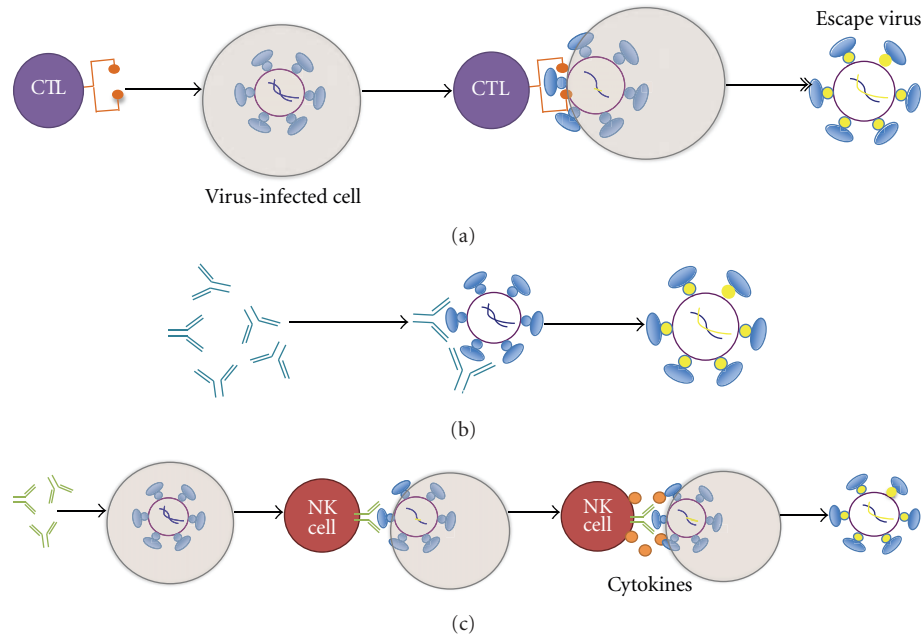 Escape virus
CTL
CTL
Virus-infected cell
(a)
(b)
NK
cell
NK
cell
Cytokines
(c)